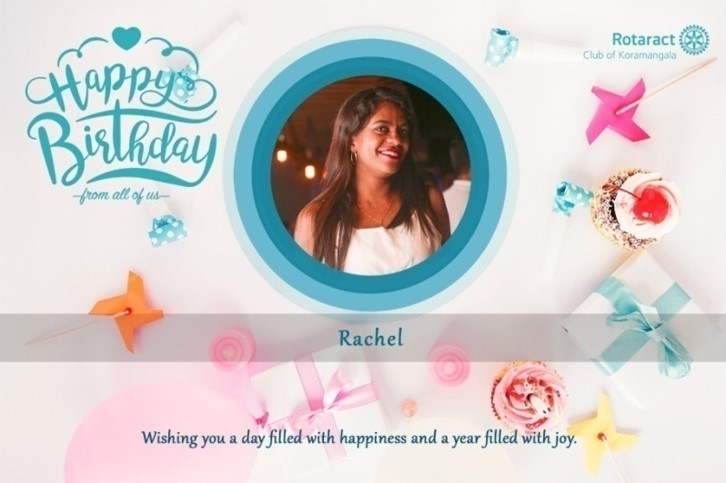 Happy
Birthday
–from all of us–
Rotaract
Club of Koramangala
Rachel
Wishing you a day filled with happiness and a year filled with joy.